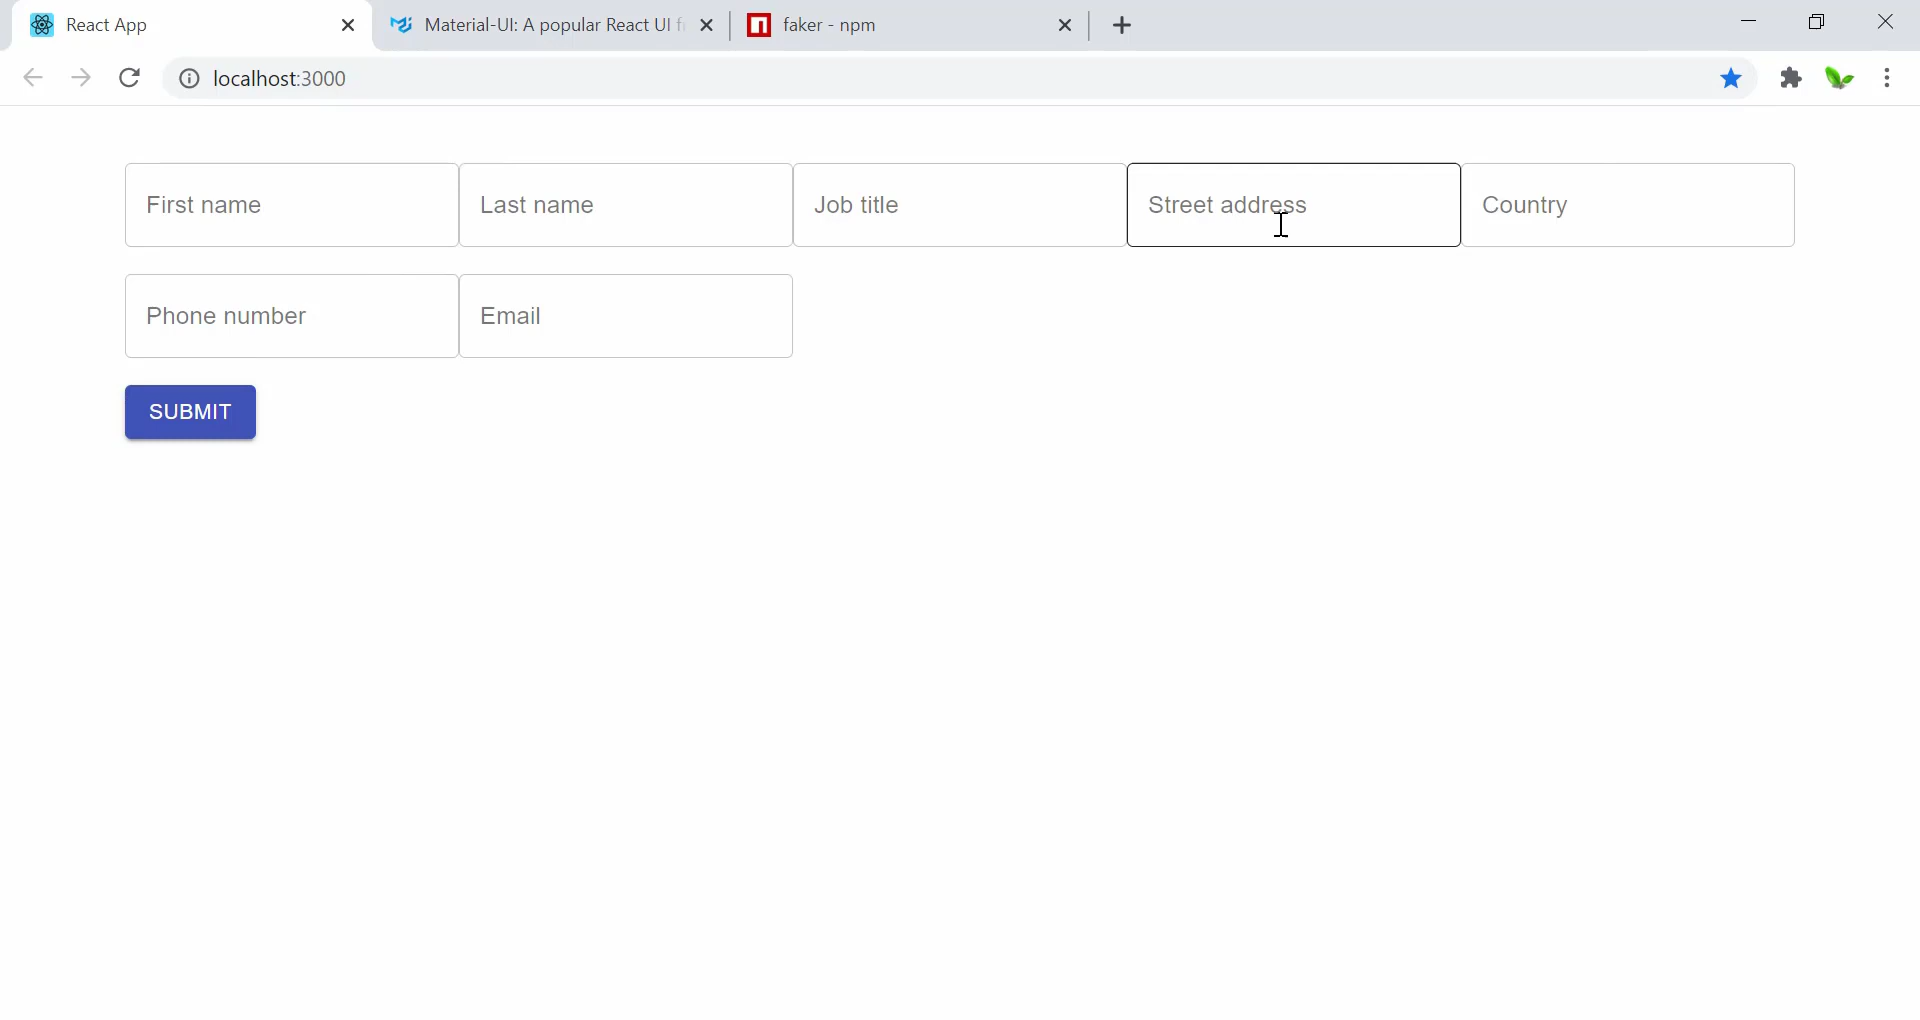 React App
Material-UI: A popular React UI f
faker - npm
localhost:3000
First name
Last name
Job title
Street address
Country
Phone number
Email
SUBMIT